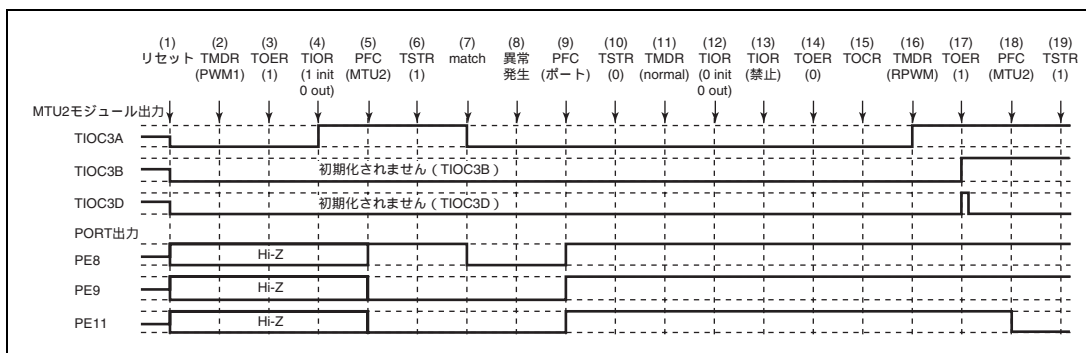 (1) (2) (3) (4) (5) (6) (7) (8) (9) (10) (11) (12) (13) (14) (15) (16) (17) (18) (19)
リセット TMDR TOER TIOR PFC TSTR match 異常 PFC TSTR TMDR TIOR TIOR TOER TOCR TMDR TOER PFC TSTR
(PWM1) (1) (1 init (MTU2) (1) 発生 (ポート) (0) (normal) (0 init (禁止) (0) (RPWM) (1) (MTU2) (1)
0 out) 0 out)
MTU2モジュール出力
TIOC3A
TIOC3B 初期化されません(TIOC3B)
TIOC3D 初期化されません(TIOC3D)
PORT出力
PE8 Hi-Z
PE9 Hi-Z
PE11 Hi-Z